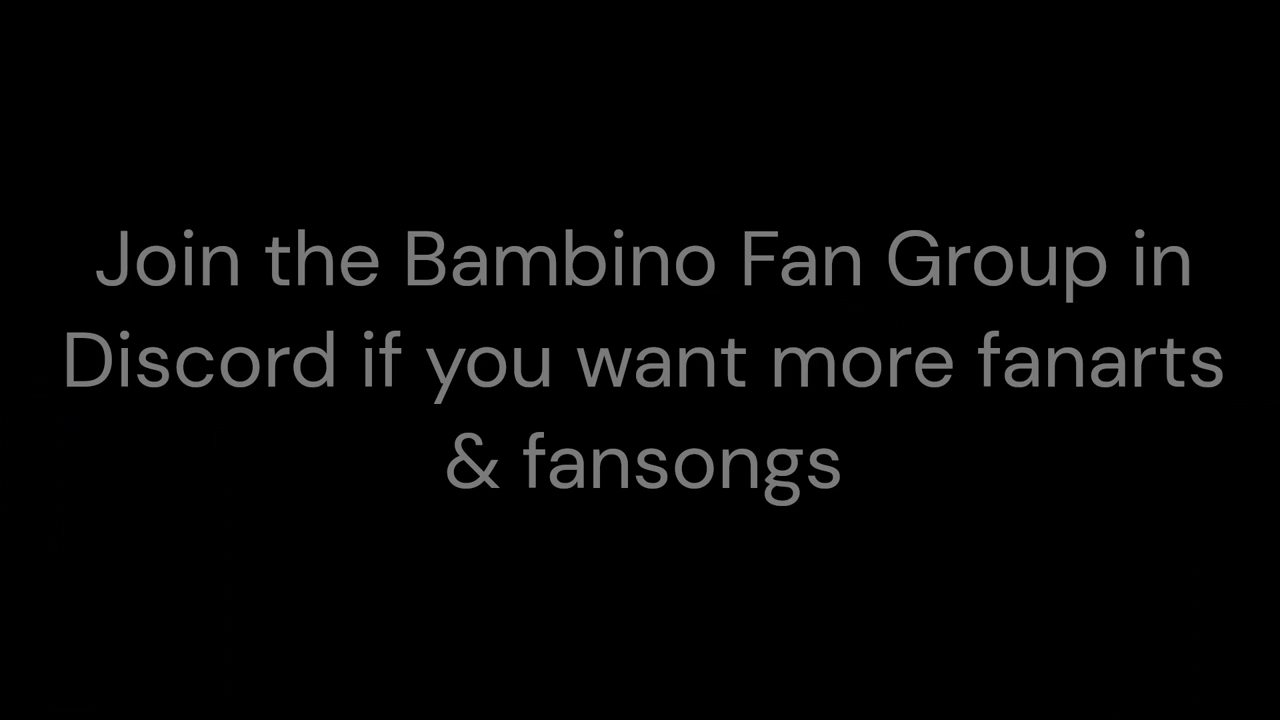 Join the Bambino Fan Group in
Discord if you want more fanarts
& fansongs